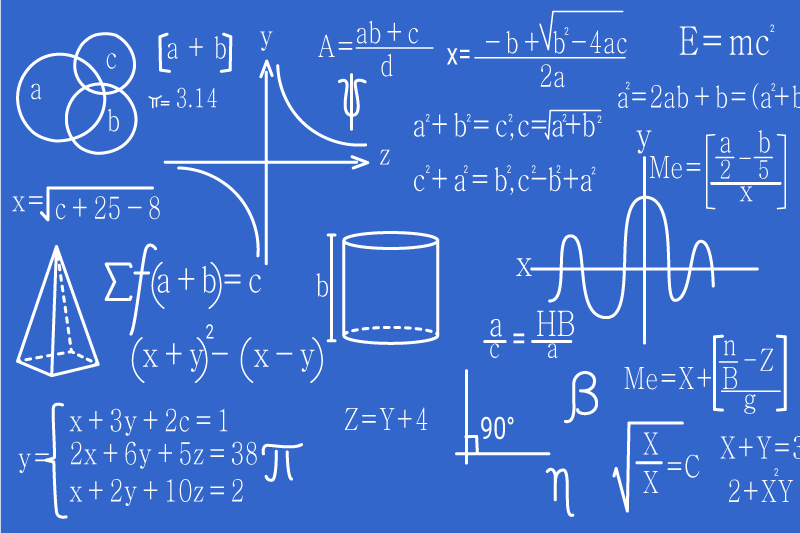 a
c
b
[a + b]
π= 3.14
y
z
A=ab+c/d
ψ
x= -b+√b²-4ac/2a
E=mc²
a²+b²=c²,c=√a²+b²
c²+a²=b²,c²-b²+a²
a²=2ab+b=(a²+b
y
x
Me=[a/2-b/5/x]
x=√c+25-8
∑∫(a+b)=c
(x+y)²-(x-y)
b
a/c=HB/a
Me=X+[n/B-Z/g]
y={x+3y+2c=1
2x+6y+5z=38
x+2y+10z=2
π
Z=Y+4
90°
β
η
√X/X=C
X+Y=3
2+XY²